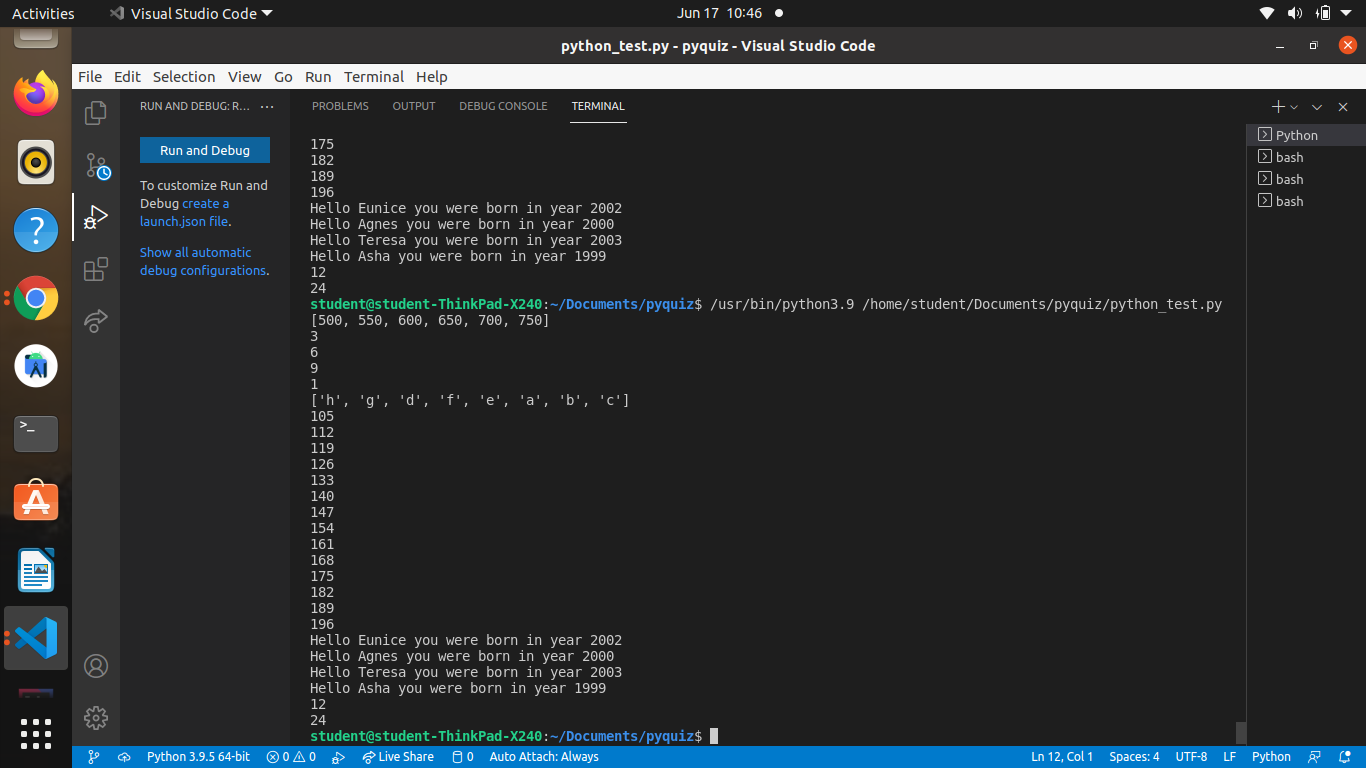 Activities Visual Studio Code Jun 17 10:46
python_test.py - pyquiz - Visual Studio Code
File Edit Selection View Go Run Terminal Help
RUN AND DEBUG: R... PROBLEMS OUTPUT DEBUG CONSOLE TERMINAL
Run and Debug
To customize Run and
Debug create a
launch.json file.
Show all automatic
debug configurations.
175
182
189
196
Hello Eunice you were born in year 2002
Hello Agnes you were born in year 2000
Hello Teresa you were born in year 2003
Hello Asha you were born in year 1999
12
24
student@student-ThinkPad-X240:~/Documents/pyquiz$ /usr/bin/python3.9 /home/student/Documents/pyquiz/python_test.py
[500, 550, 600, 650, 700, 750]
3
6
9
1
['h', 'g', 'd', 'f', 'e', 'a', 'b', 'c']
105
112
119
126
133
140
147
154
161
168
175
182
189
196
Hello Eunice you were born in year 2002
Hello Agnes you were born in year 2000
Hello Teresa you were born in year 2003
Hello Asha you were born in year 1999
12
24
student@student-ThinkPad-X240:~/Documents/pyquiz$
Python
bash
bash
bash
Python 3.9.5 64-bit 0 0 Live Share 0 Auto Attach: Always Ln 12, Col 1 Spaces: 4 UTF-8 LF Python